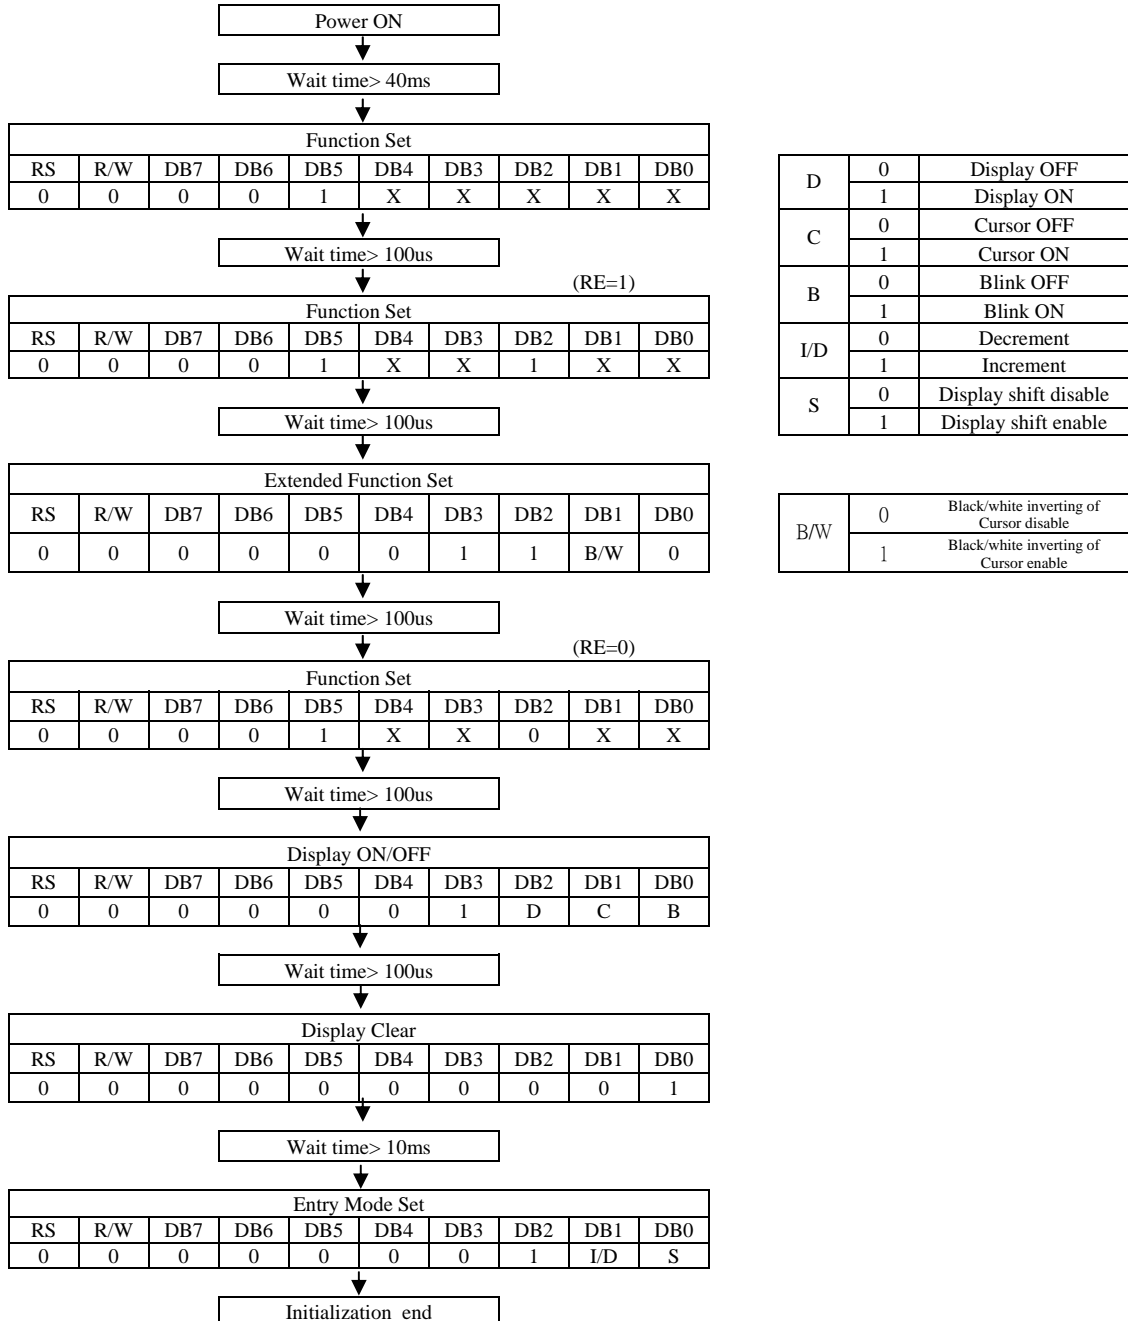 Power ON
Wait time> 40ms
Function Set
RS R/W DB7 DB6 DB5 DB4 DB3 DB2 DB1 DB0
0 0 0 0 1 X X X X X
Wait time> 100us
(RE=1)
Function Set
RS R/W DB7 DB6 DB5 DB4 DB3 DB2 DB1 DB0
0 0 0 0 1 X X 1 X X
Wait time> 100us
Extended Function Set
RS R/W DB7 DB6 DB5 DB4 DB3 DB2 DB1 DB0
0 0 0 0 0 0 1 1 B/W 0
Wait time> 100us
(RE=0)
Function Set
RS R/W DB7 DB6 DB5 DB4 DB3 DB2 DB1 DB0
0 0 0 0 1 X X 0 X X
Wait time> 100us
Display ON/OFF
RS R/W DB7 DB6 DB5 DB4 DB3 DB2 DB1 DB0
0 0 0 0 0 0 1 D C B
Wait time> 100us
Display Clear
RS R/W DB7 DB6 DB5 DB4 DB3 DB2 DB1 DB0
0 0 0 0 0 0 0 0 0 1
Wait time> 10ms
Entry Mode Set
RS R/W DB7 DB6 DB5 DB4 DB3 DB2 DB1 DB0
0 0 0 0 0 0 0 1 I/D S
Initialization end
D
0 Display OFF
1 Display ON
C
0 Cursor OFF
1 Cursor ON
B
0 Blink OFF
1 Blink ON
I/D
0 Decrement
1 Increment
S
0 Display shift disable
1 Display shift enable
B/W
0 Black/white inverting of
Cursor disable
1 Black/white inverting of
Cursor enable